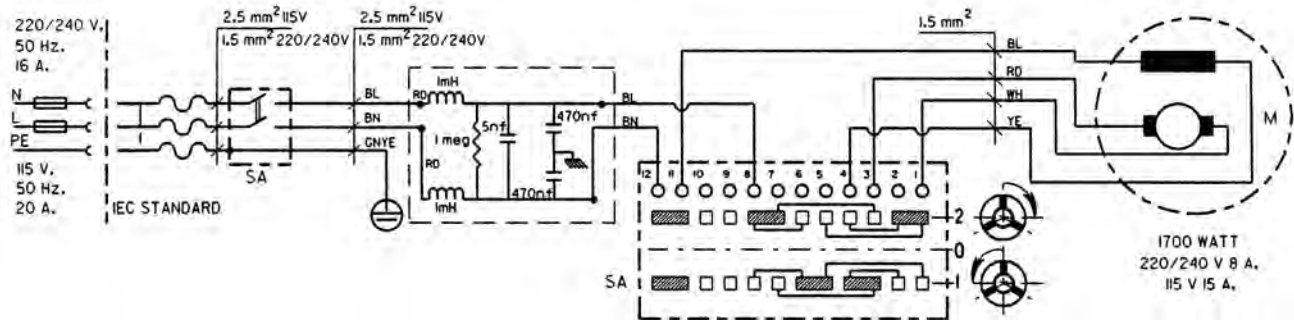 220/240 V.
50 Hz.
16 A.
N
L
PE
115 V.
50 Hz.
20 A.
IEC STANDARD
2.5 mm² 115V
1.5 mm² 220/240V
SA
2.5 mm² 115V
1.5 mm² 220/240V
BL
BN
GNYE
RD
1mH
1 meg
5nf
470nf
470nf
RD
1mH
BL
BN
1.5 mm²
BL
RD
WH
YE
M
12 11 10 9 8 7 6 5 4 3 2 1
2
0
1
SA
1700 WATT
220/240 V 8 A.
115 V 15 A.